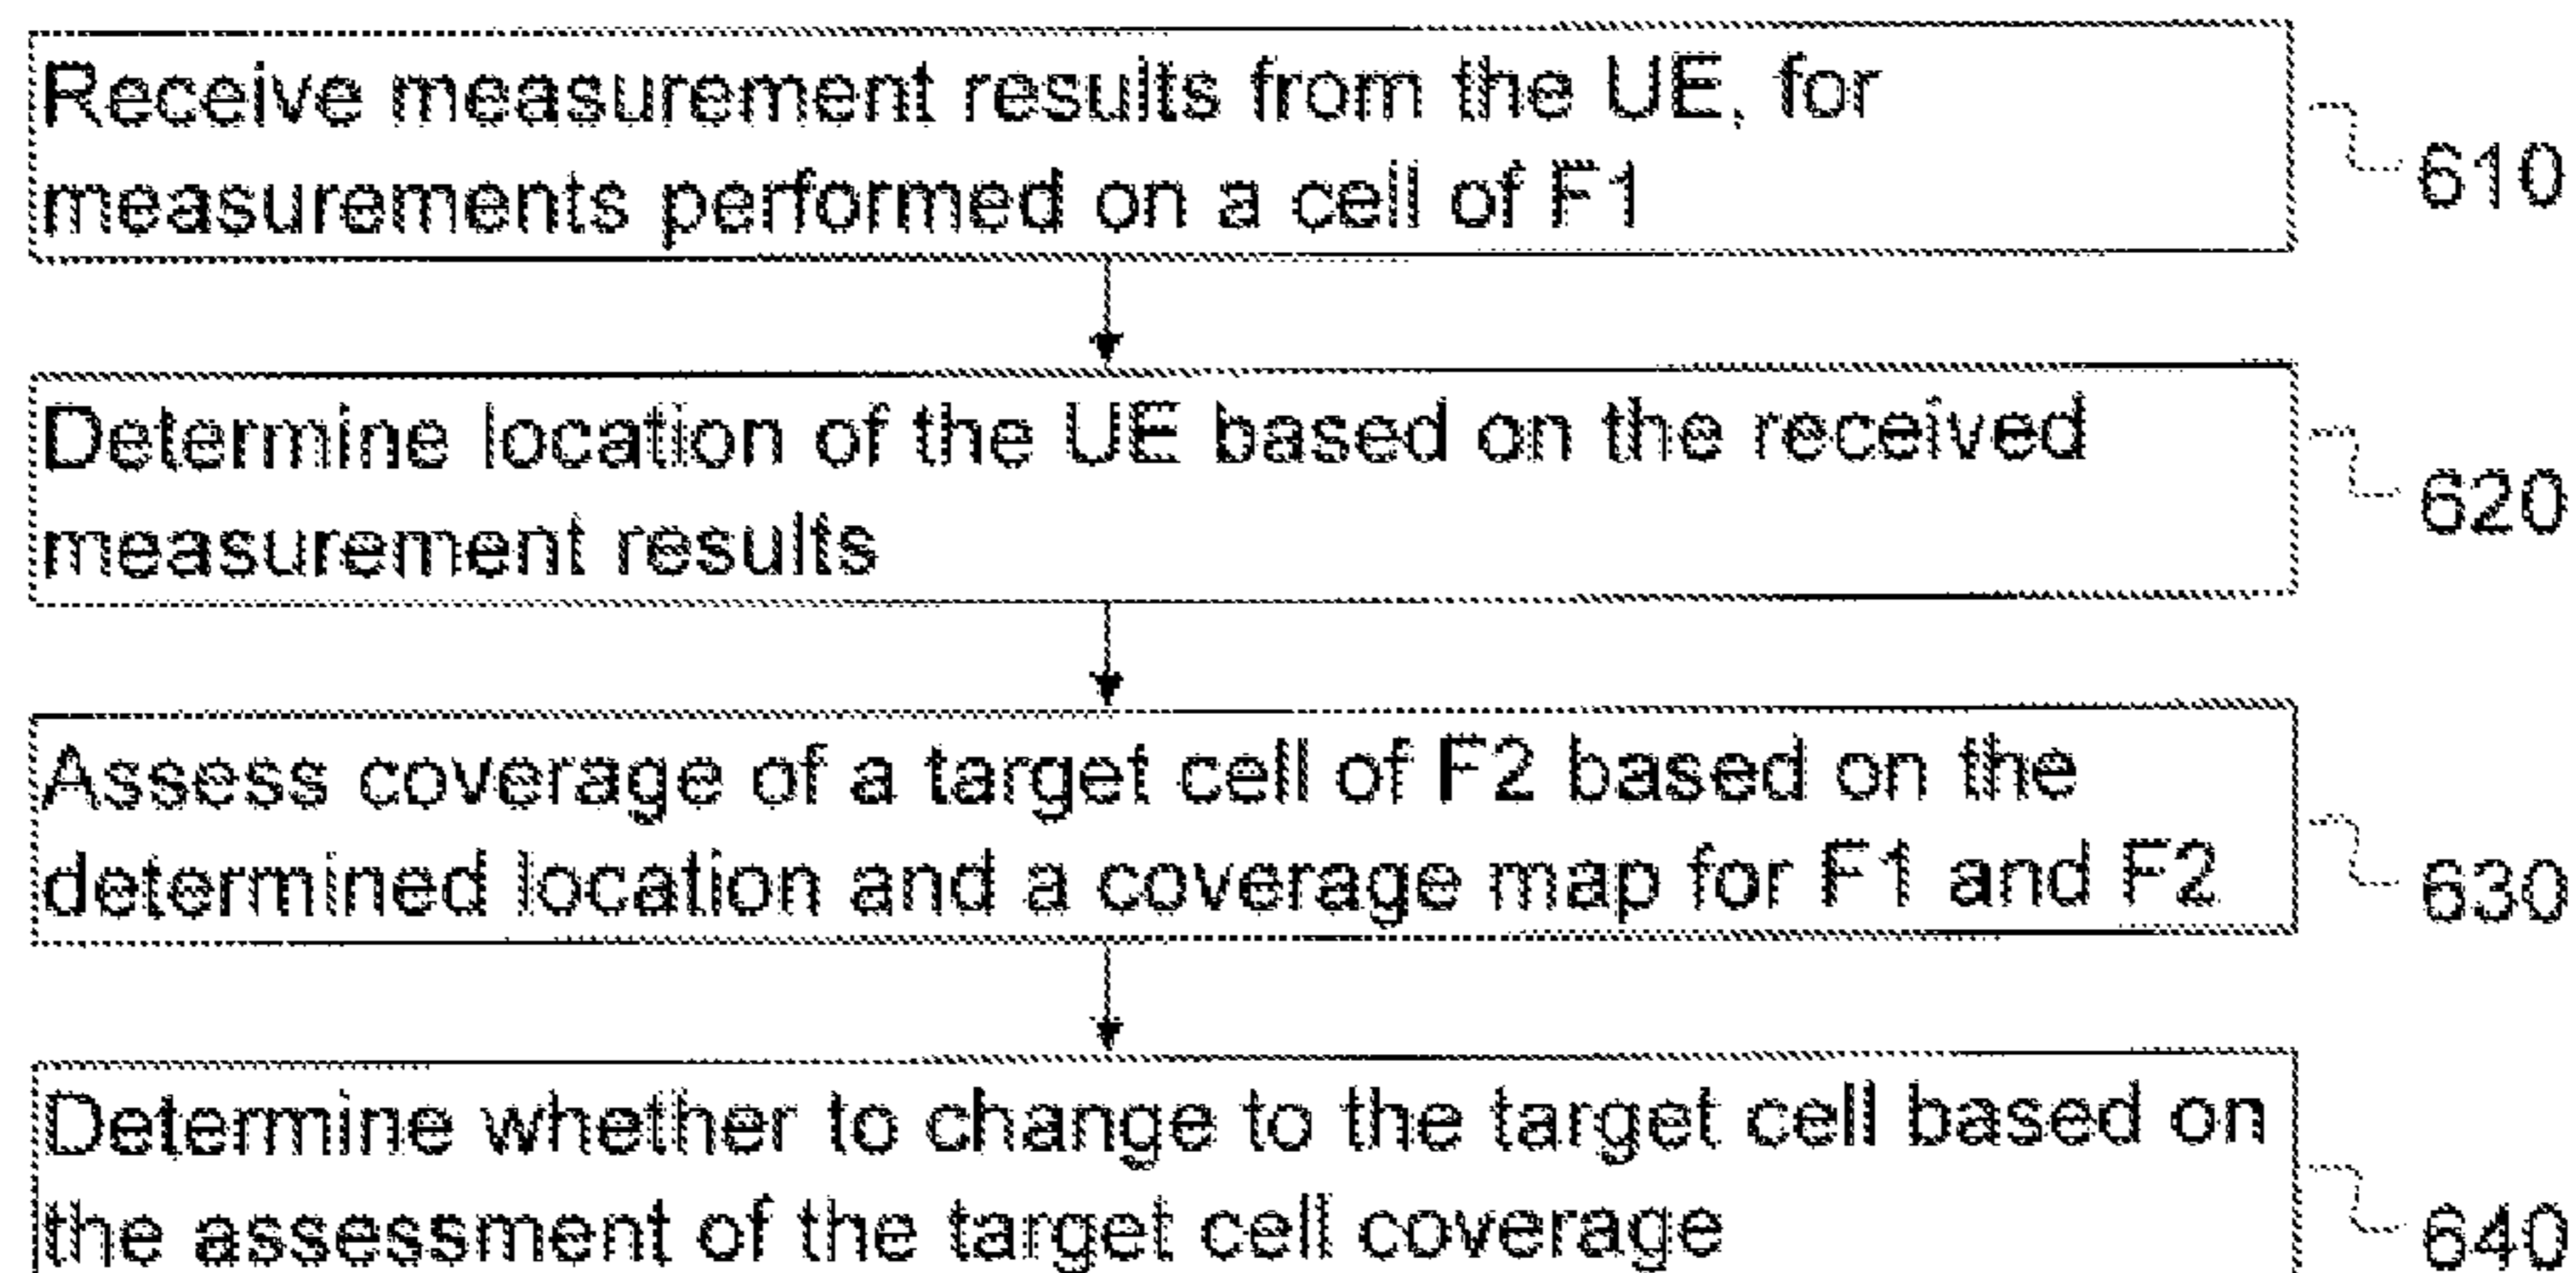 Receive measurement results from the UE, for
measurements performed on a cell of F1
610
Determine location of the UE based on the received
measurement results
620
Assess coverage of a target cell of F2 based on the
determined location and a coverage map for F1 and F2
630
Determine whether to change to the target cell based on
the assessment of the target cell coverage
640